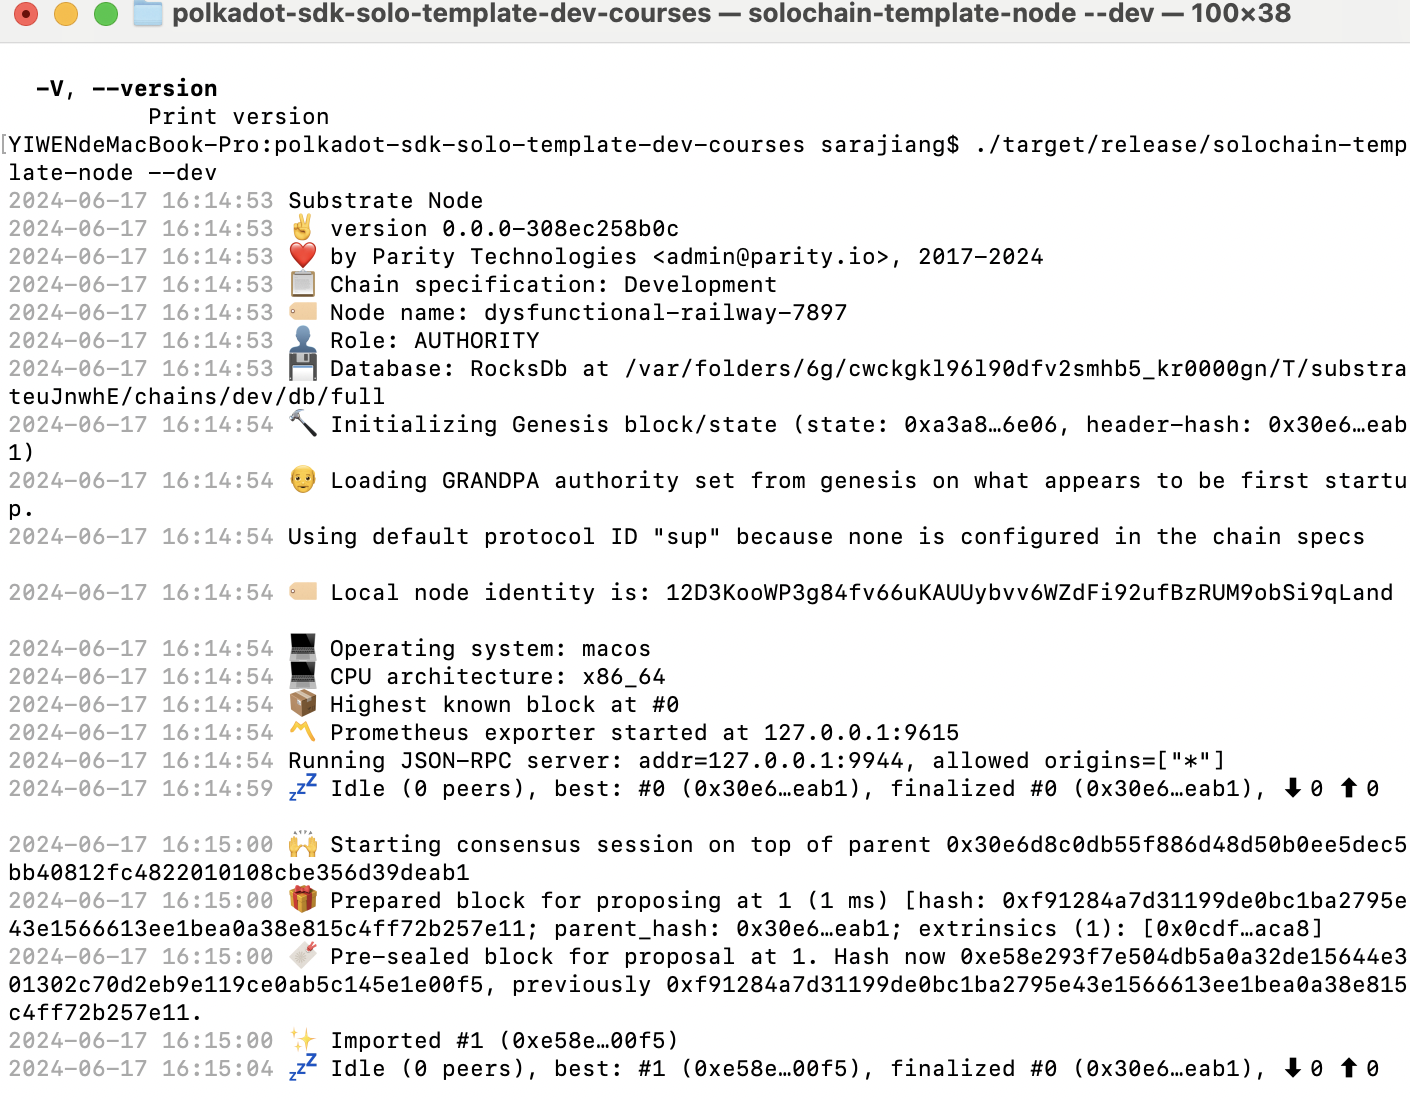 polkadot-sdk-solo-template-dev-courses — solochain-template-node --dev — 100×38
-V, --version
Print version
[YIWENdeMacBook-Pro:polkadot-sdk-solo-template-dev-courses sarajiang$ ./target/release/solochain-temp
late-node --dev
2024-06-17 16:14:53 Substrate Node
2024-06-17 16:14:53 ✌️ version 0.0.0-308ec258b0c
2024-06-17 16:14:53 ❤️ by Parity Technologies <admin@parity.io>, 2017-2024
2024-06-17 16:14:53 📋 Chain specification: Development
2024-06-17 16:14:53 🏷 Node name: dysfunctional-railway-7897
2024-06-17 16:14:53 👤 Role: AUTHORITY
2024-06-17 16:14:53 💾 Database: RocksDb at /var/folders/6g/cwckgkl96l90dfv2smhb5_kr0000gn/T/substra
teuJnwhE/chains/dev/db/full
2024-06-17 16:14:54 🔨 Initializing Genesis block/state (state: 0xa3a8…6e06, header-hash: 0x30e6…eab
1)
2024-06-17 16:14:54 👴 Loading GRANDPA authority set from genesis on what appears to be first startu
p.
2024-06-17 16:14:54 Using default protocol ID "sup" because none is configured in the chain specs
2024-06-17 16:14:54 🏷 Local node identity is: 12D3KooWP3g84fv66uKAUUybvv6WZdFi92ufBzRUM9obSi9qLand
2024-06-17 16:14:54 💻 Operating system: macos
2024-06-17 16:14:54 💻 CPU architecture: x86_64
2024-06-17 16:14:54 📦 Highest known block at #0
2024-06-17 16:14:54 〽️ Prometheus exporter started at 127.0.0.1:9615
2024-06-17 16:14:54 Running JSON-RPC server: addr=127.0.0.1:9944, allowed origins=["*"]
2024-06-17 16:14:59 💤 Idle (0 peers), best: #0 (0x30e6…eab1), finalized #0 (0x30e6…eab1), ⬇ 0 ⬆ 0
2024-06-17 16:15:00 🙌 Starting consensus session on top of parent 0x30e6d8c0db55f886d48d50b0ee5dec5
bb40812fc4822010108cbe356d39deab1
2024-06-17 16:15:00 🎁 Prepared block for proposing at 1 (1 ms) [hash: 0xf91284a7d31199de0bc1ba2795e
43e1566613ee1bea0a38e815c4ff72b257e11; parent_hash: 0x30e6…eab1; extrinsics (1): [0x0cdf…aca8]
2024-06-17 16:15:00 🔖 Pre-sealed block for proposal at 1. Hash now 0xe58e293f7e504db5a0a32de15644e3
01302c70d2eb9e119ce0ab5c145e1e00f5, previously 0xf91284a7d31199de0bc1ba2795e43e1566613ee1bea0a38e815
c4ff72b257e11.
2024-06-17 16:15:00 ✨ Imported #1 (0xe58e…00f5)
2024-06-17 16:15:04 💤 Idle (0 peers), best: #1 (0xe58e…00f5), finalized #0 (0x30e6…eab1), ⬇ 0 ⬆ 0